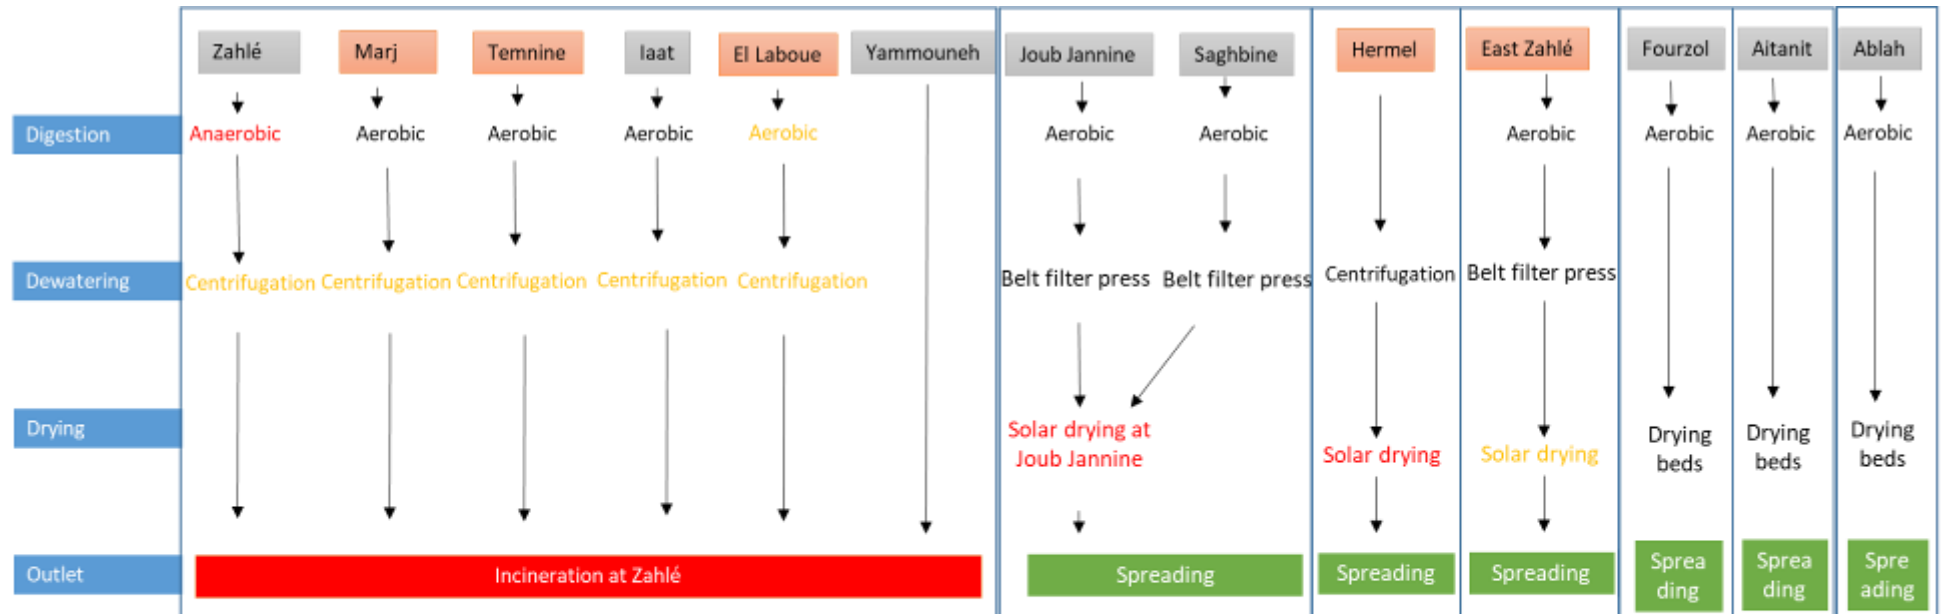 Zahlé
Marj
Temnine
Iaat
El Laboue
Yammouneh
Joub Jannine
Saghbine
Hermel
East Zahlé
Fourzol
Aitanit
Ablah
Digestion
Anaerobic
Aerobic
Aerobic
Aerobic
Aerobic
Aerobic
Aerobic
Aerobic
Aerobic
Aerobic
Aerobic
Dewatering
Centrifugation
Centrifugation
Centrifugation
Centrifugation
Centrifugation
Belt filter press
Belt filter press
Centrifugation
Belt filter press
Drying
Solar drying at
Joub Jannine
Solar drying
Solar drying
Drying
beds
Drying
beds
Drying
beds
Outlet
Incineration at Zahlé
Spreading
Spreading
Spreading
Sprea
ding
Sprea
ding
Spre
ading